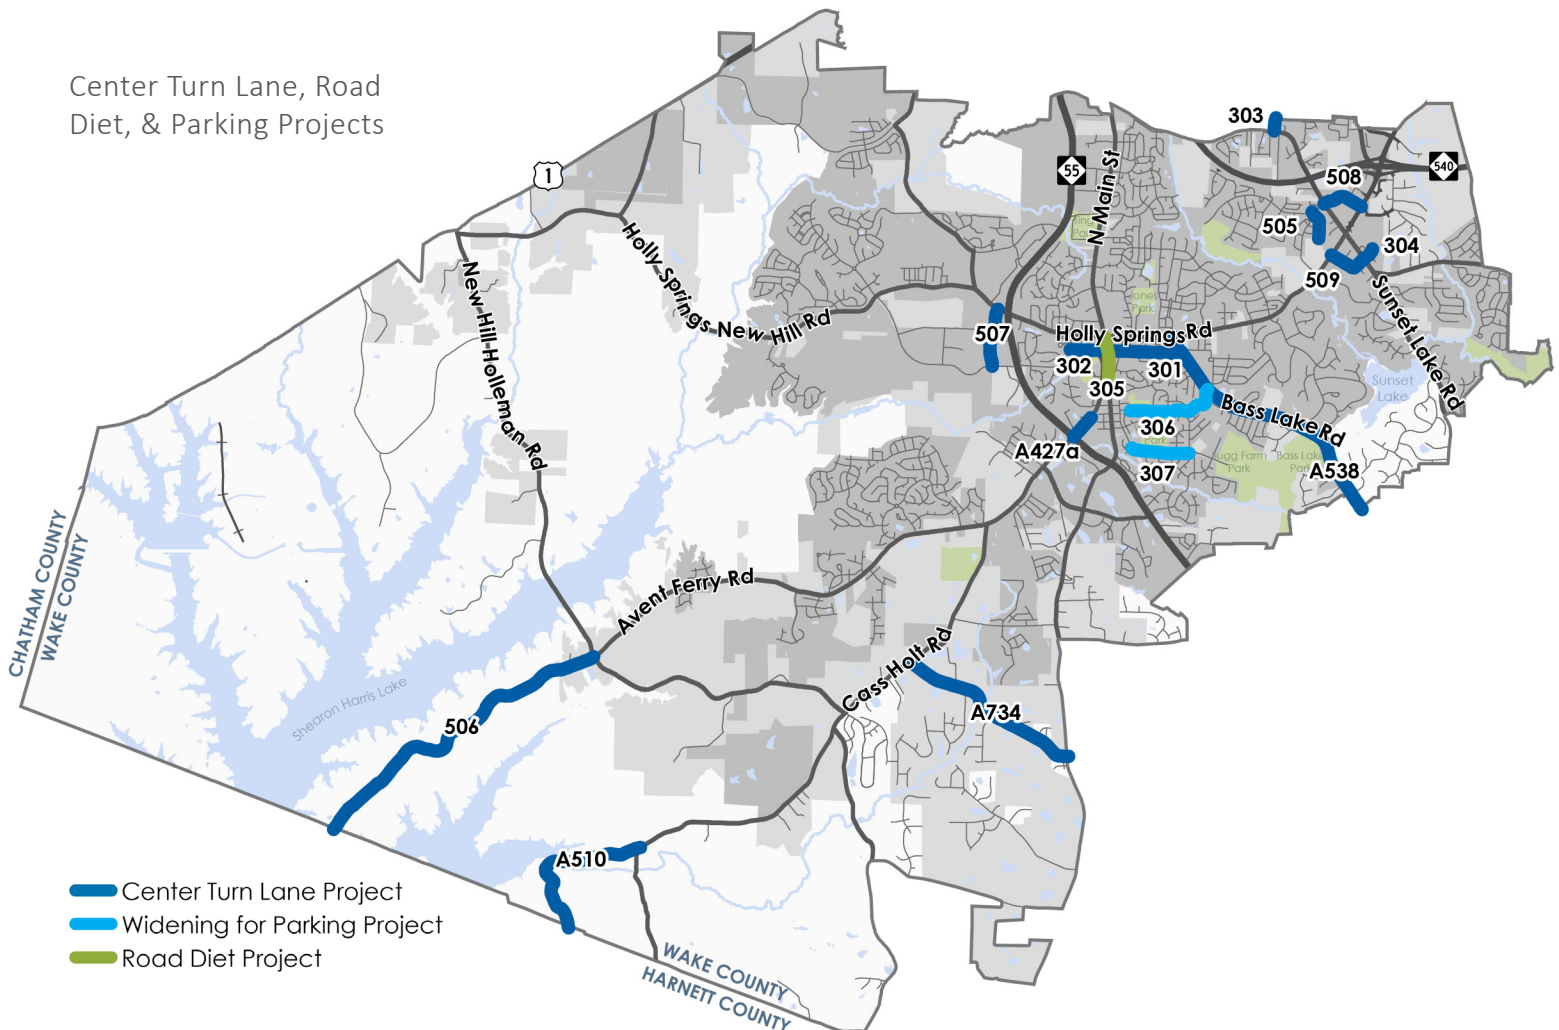 Center Turn Lane, Road
Diet, & Parking Projects
303
1
55
540
N Main St
508
505
304
509
Holly Springs New Hill Rd
New Hill Holleman Rd
Sunset Lake Rd
507
Holly Springs Rd
302
301
305
Sunset
Lake
Bass Lake Rd
306
Park
A427a
307
Park
Bass Lake
A538
CHATHAM COUNTY
WAKE COUNTY
Avent Ferry Rd
Cass Holt Rd
Shearon Harris Lake
506
A734
A510
Center Turn Lane Project
Widening for Parking Project
Road Diet Project
WAKE COUNTY
HARNETT COUNTY